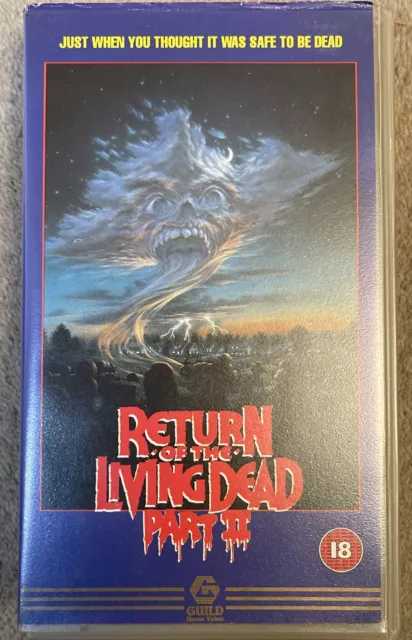 JUST WHEN YOU THOUGHT IT WAS SAFE TO BE DEAD
RETURN
·OF THE·
LIVING DEAD
PART II
18
G
GUILD
Home Video